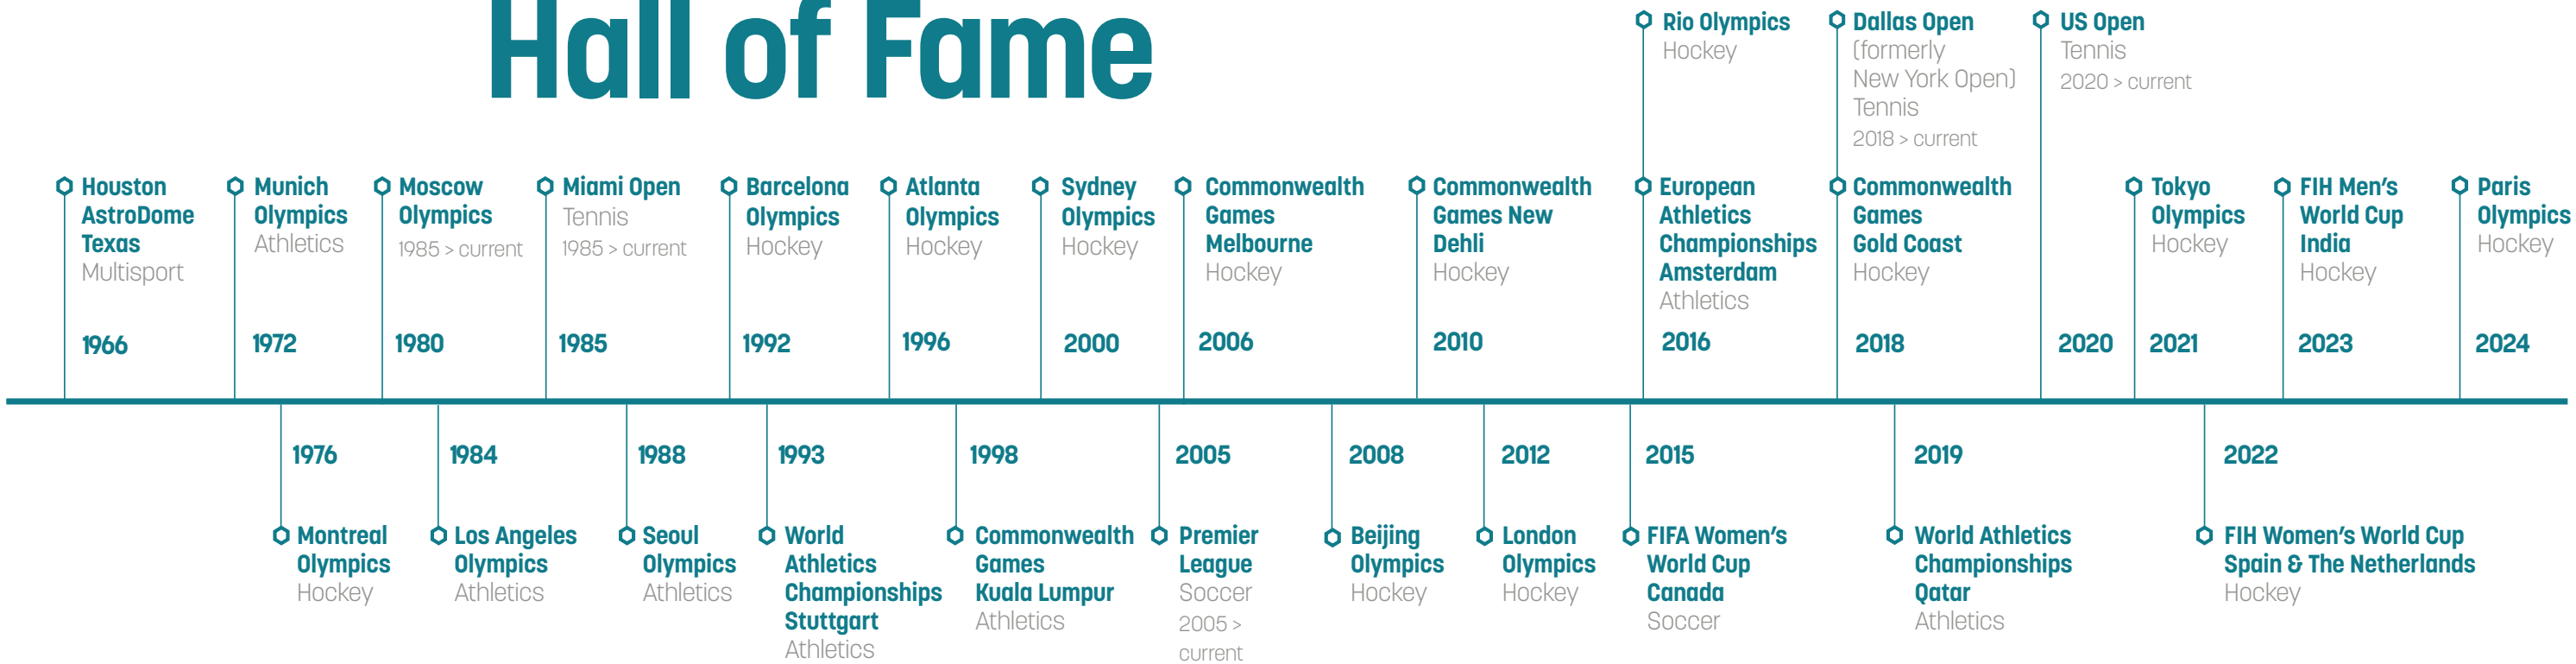 Hall of Fame
Rio Olympics
Hockey
Dallas Open
(formerly
New York Open)
Tennis
2018 > current
US Open
Tennis
2020 > current
Houston
AstroDome
Texas
Multisport
1966
Munich
Olympics
Athletics
1972
Moscow
Olympics
1985 > current
1980
Miami Open
Tennis
1985 > current
1985
Barcelona
Olympics
Hockey
1992
Atlanta
Olympics
Hockey
1996
Sydney
Olympics
Hockey
2000
Commonwealth
Games
Melbourne
Hockey
2006
Commonwealth
Games New
Dehli
Hockey
2010
European
Athletics
Championships
Amsterdam
Athletics
2016
Commonwealth
Games
Gold Coast
Hockey
2018
2020
Tokyo
Olympics
Hockey
2021
FIH Men's
World Cup
India
Hockey
2023
Paris
Olympics
Hockey
2024
1976
Montreal
Olympics
Hockey
1984
Los Angeles
Olympics
Athletics
1988
Seoul
Olympics
Athletics
1993
World
Athletics
Championships
Stuttgart
Athletics
1998
Commonwealth
Games
Kuala Lumpur
Athletics
2005
Premier
League
Soccer
2005 >
current
2008
Beijing
Olympics
Hockey
2012
London
Olympics
Hockey
2015
FIFA Women's
World Cup
Canada
Soccer
2019
World Athletics
Championships
Qatar
Athletics
2022
FIH Women's World Cup
Spain & The Netherlands
Hockey